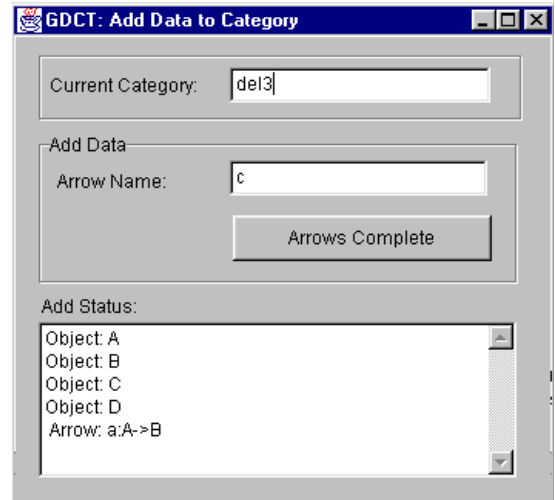 GDCT: Add Data to Category
Current Category: del3
Add Data
Arrow Name: c
Arrows Complete
Add Status:
Object: A
Object: B
Object: C
Object: D
Arrow: a:A->B